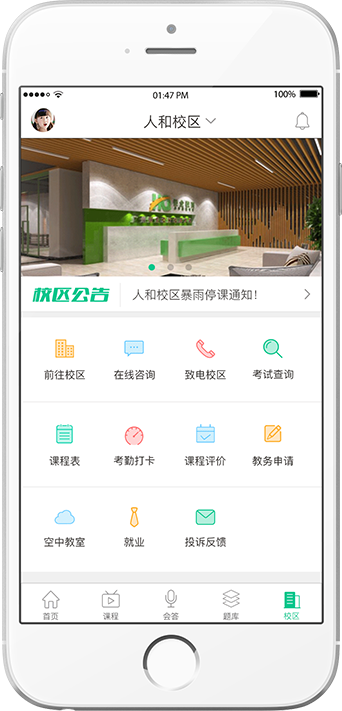 01:47 PM
100%
人和校区
校区公告
人和校区暴雨停课通知!
前往校区
在线咨询
致电校区
考试查询
课程表
考勤打卡
课程评价
教务申请
空中教室
就业
投诉反馈
首页
课程
会答
题库
校区